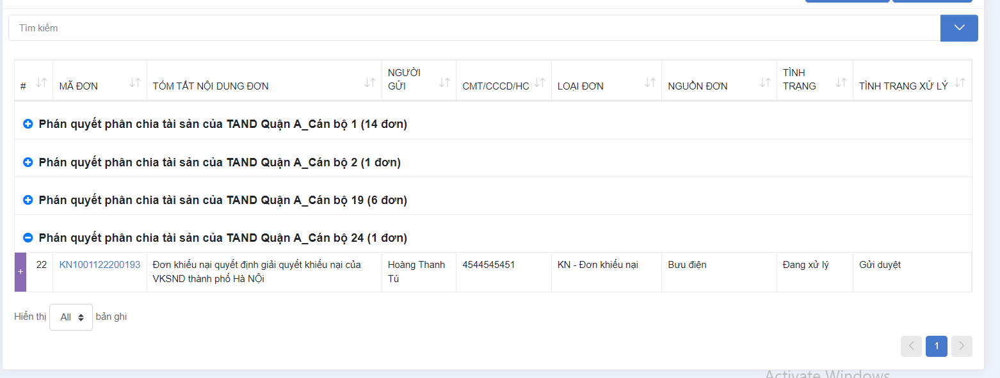 Tìm kiếm
# MÃ ĐƠN TÓM TẮT NỘI DUNG ĐƠN NGƯỜI GỬI CMT/CCCD/HC LOẠI ĐƠN NGUỒN ĐƠN TÌNH TRẠNG TÌNH TRẠNG XỬ LÝ
Phán quyết phân chia tài sản của TAND Quận A_Cán bộ 1 (14 đơn)
Phán quyết phân chia tài sản của TAND Quận A_Cán bộ 2 (1 đơn)
Phán quyết phân chia tài sản của TAND Quận A_Cán bộ 19 (6 đơn)
Phán quyết phân chia tài sản của TAND Quận A_Cán bộ 24 (1 đơn)
+ 22 KN1001122200193 Đơn khiếu nại quyết định giải quyết khiếu nại của Hoàng Thanh 4544545451 KN - Đơn khiếu nại Bưu điện Đang xử lý Gửi duyệt
VKSND thành phố Hà NỘi Tú
Hiển thị All bản ghi
1
Activate Windows